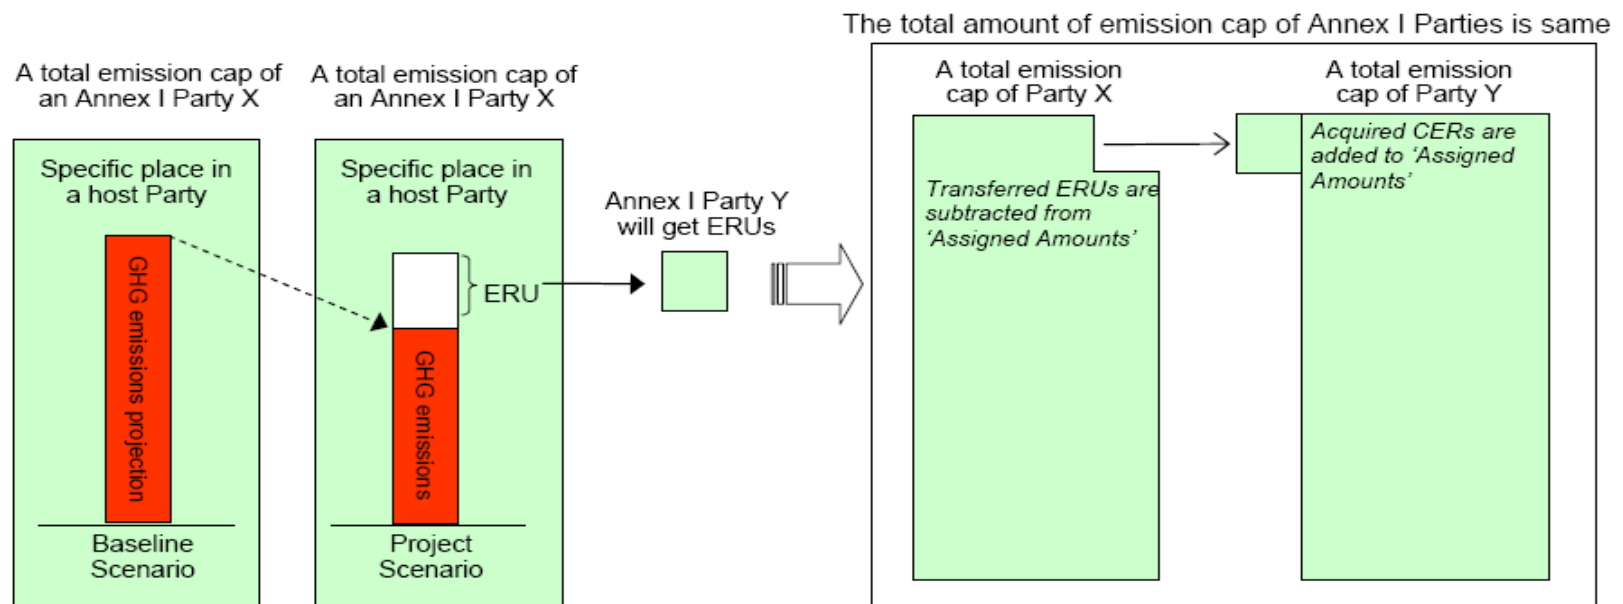 The total amount of emission cap of Annex I Parties is same
A total emission cap of
an Annex I Party X
A total emission cap of
an Annex I Party X
A total emission
cap of Party X
A total emission
cap of Party Y
Specific place in
a host Party
GHG emissions projection
Baseline
Scenario
Specific place in
a host Party
ERU
GHG emissions
Project
Scenario
Annex I Party Y
will get ERUs
Transferred ERUs are
subtracted from
‘Assigned Amounts’
Acquired CERs are
added to ‘Assigned
Amounts’